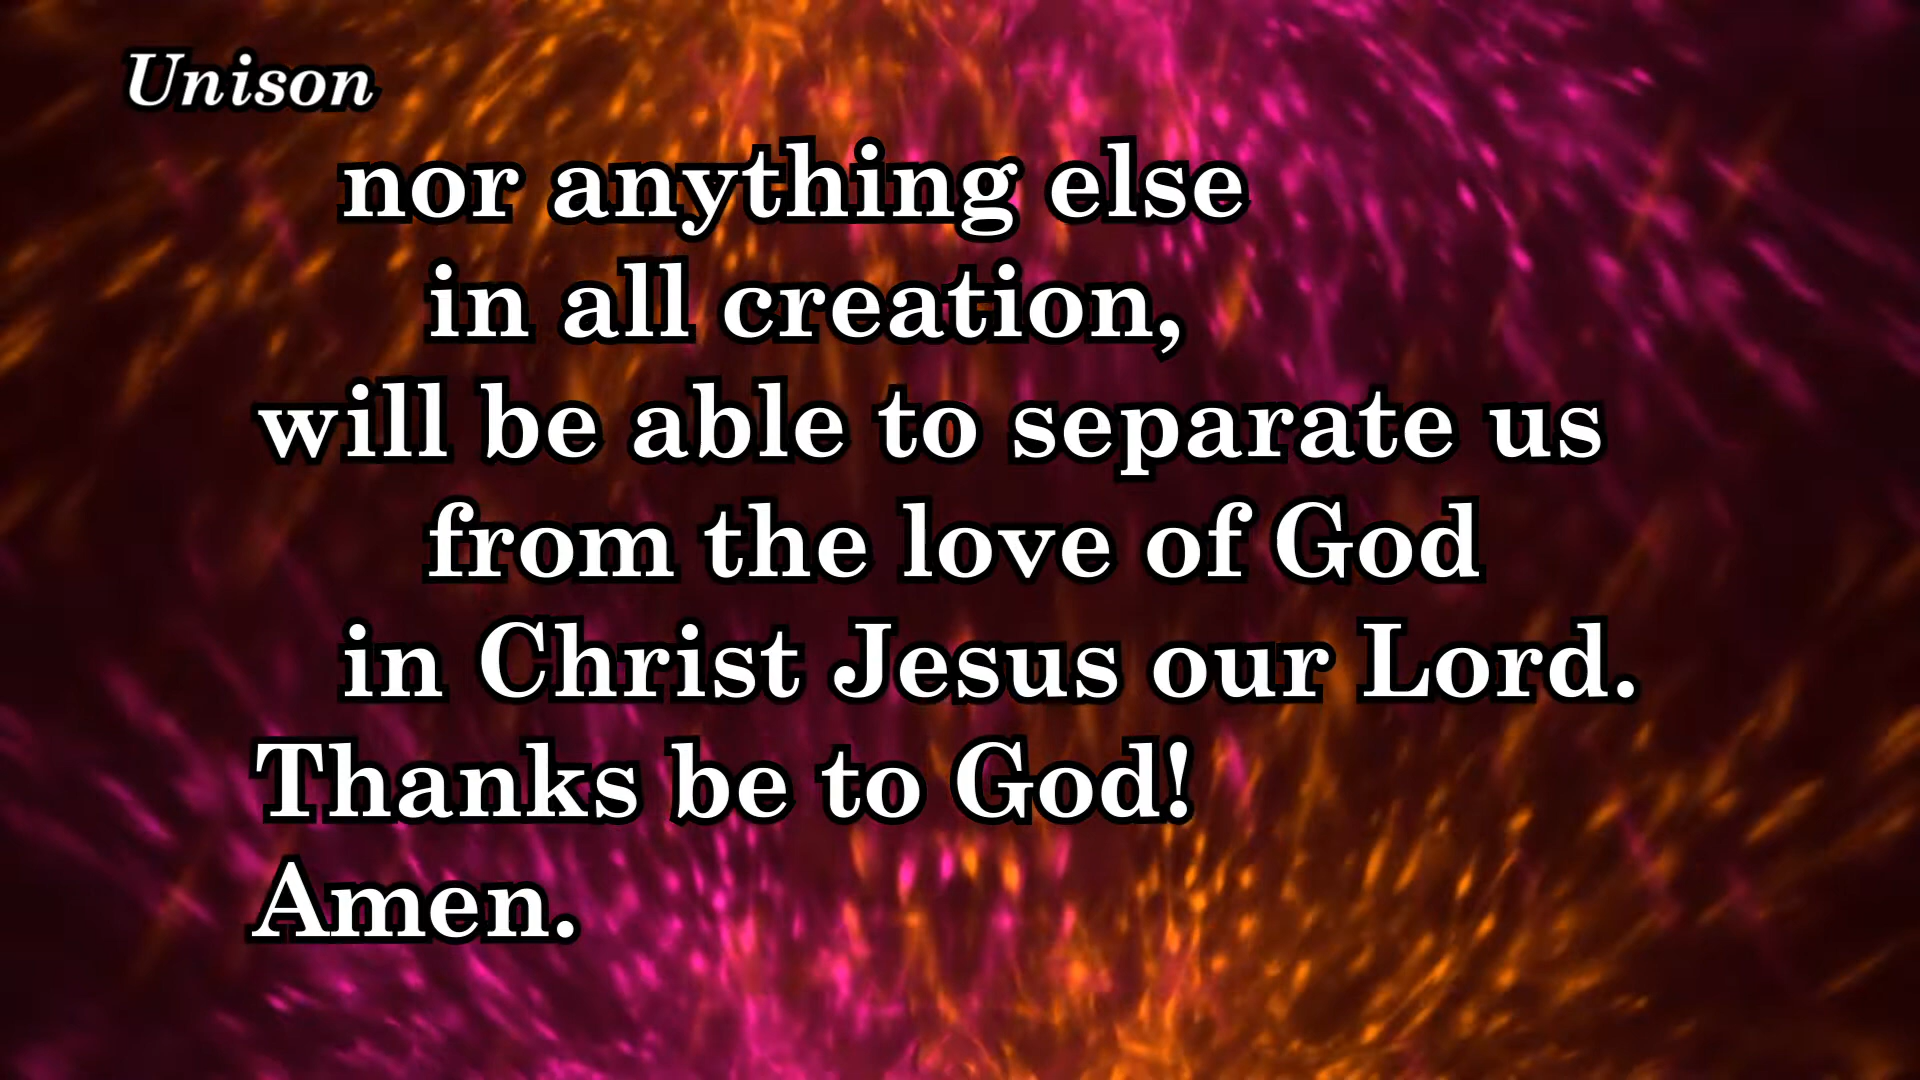 Unison
nor anything else
in all creation,
will be able to separate us
from the love of God
in Christ Jesus our Lord.
Thanks be to God!
Amen.